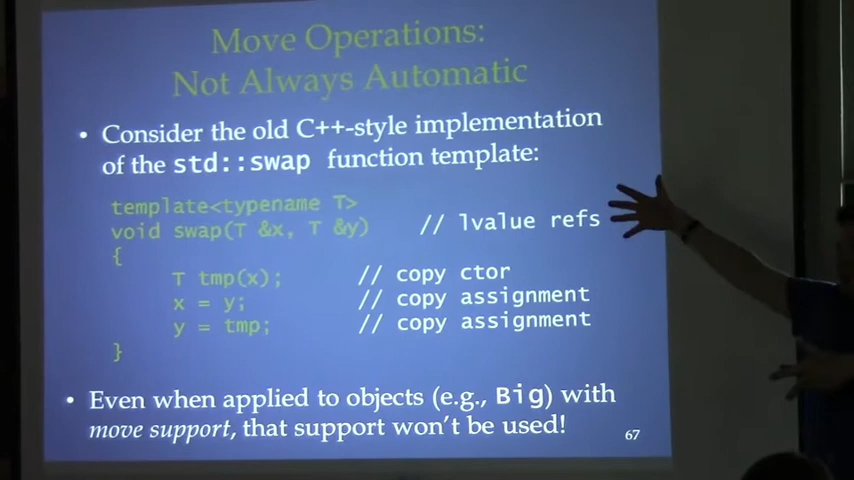 Move Operations:
Not Always Automatic
• Consider the old C++-style implementation
of the std::swap function template:
template<typename T>
void swap(T &x, T &y) // lvalue refs
{
T tmp(x); // copy ctor
x = y; // copy assignment
y = tmp; // copy assignment
}
• Even when applied to objects (e.g., Big) with
move support, that support won't be used!
67